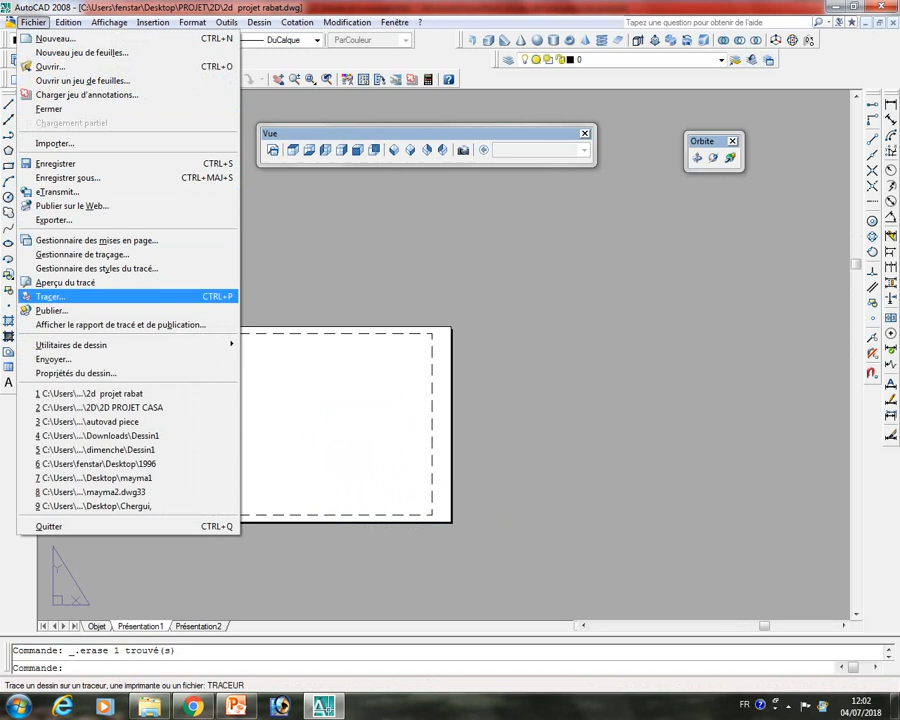 AutoCAD 2008 - [C:\Users\fenstar\Desktop\PROJET\2D\2d  projet rabat.dwg]
Fichier Edition Affichage Insertion Format Outils Dessin Cotation Modification Fenêtre ? Tapez une question pour obtenir de l'aide.
DuCalque ParCouleur
0
Nouveau... CTRL+N
Nouveau jeu de feuilles...
Ouvrir... CTRL+O
Ouvrir un jeu de feuilles...
Charger jeu d'annotations...
Fermer
Chargement partiel
Importer...
Enregistrer CTRL+S
Enregistrer sous... CTRL+MAJ+S
eTransmit...
Publier sur le Web...
Exporter...
Gestionnaire des mises en page...
Gestionnaire de traçage...
Gestionnaire des styles du tracé...
Aperçu du tracé
Tracer... CTRL+P
Publier...
Afficher le rapport de tracé et de publication...
Utilitaires de dessin
Envoyer...
Propriétés du dessin...
1 C:\Users\...\2d  projet rabat
2 C:\Users\...\2D\2D PROJET CASA
3 C:\Users\...\autovad piece
4 C:\Users\...\Downloads\Dessin1
5 C:\Users\...\dimenche\Dessin1
6 C:\Users\fenstar\Desktop\1996
7 C:\Users\...\Desktop\mayma1
8 C:\Users\...\mayma2.dwg33
9 C:\Users\...\Desktop\Chergui,
Quitter CTRL+Q
Vue
Orbite
Y
X
Objet Présentation1 Présentation2
Commande: _.erase 1 trouvé(s)
Commande:
Trace un dessin sur un traceur, une imprimante ou un fichier: TRACEUR
FR
12:02
04/07/2018